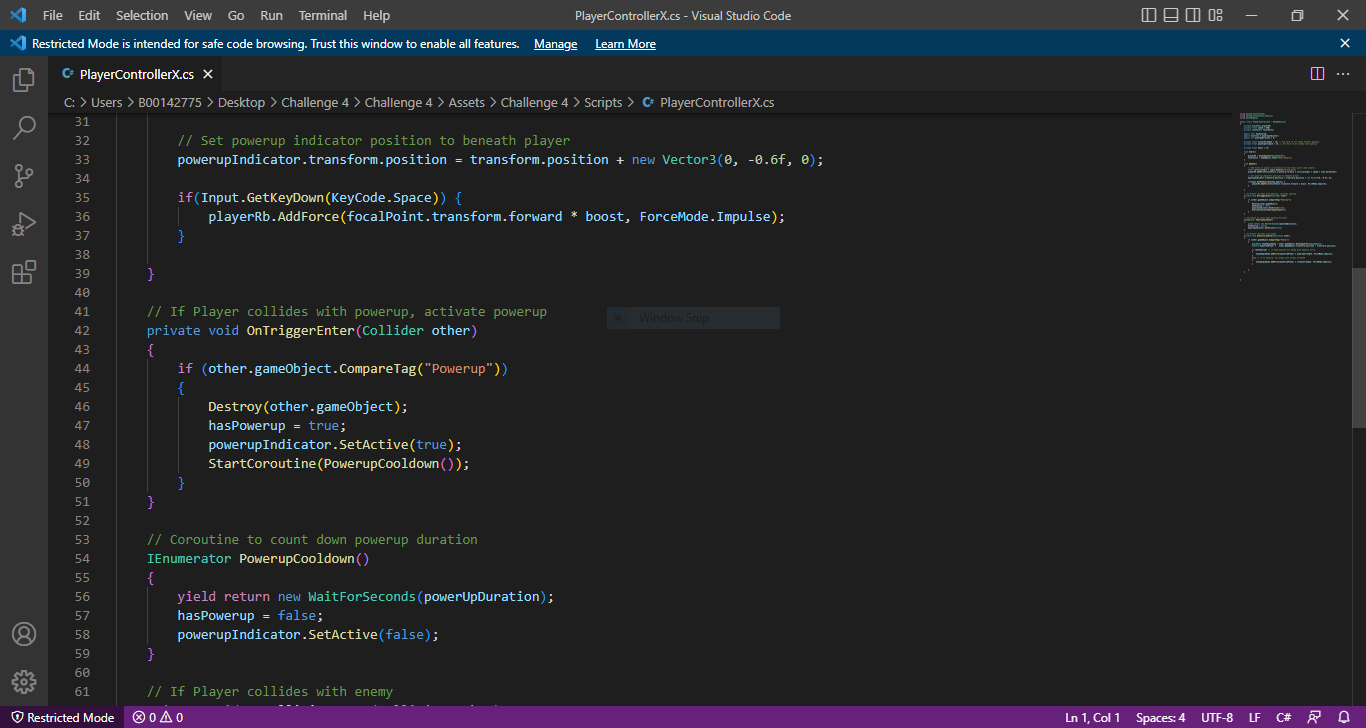 File Edit Selection View Go Run Terminal Help PlayerControllerX.cs - Visual Studio Code
Restricted Mode is intended for safe code browsing. Trust this window to enable all features. Manage Learn More
C# PlayerControllerX.cs
C: > Users > B00142775 > Desktop > Challenge 4 > Challenge 4 > Assets > Challenge 4 > Scripts > C# PlayerControllerX.cs
31
32 // Set powerup indicator position to beneath player
33 powerupIndicator.transform.position = transform.position + new Vector3(0, -0.6f, 0);
34
35 if(Input.GetKeyDown(KeyCode.Space)) {
36 playerRb.AddForce(focalPoint.transform.forward * boost, ForceMode.Impulse);
37 }
38
39 }
40
41 // If Player collides with powerup, activate powerup
Window Snip
42 private void OnTriggerEnter(Collider other)
43 {
44 if (other.gameObject.CompareTag("Powerup"))
45 {
46 Destroy(other.gameObject);
47 hasPowerup = true;
48 powerupIndicator.SetActive(true);
49 StartCoroutine(PowerupCooldown());
50 }
51 }
52
53 // Coroutine to count down powerup duration
54 IEnumerator PowerupCooldown()
55 {
56 yield return new WaitForSeconds(powerUpDuration);
57 hasPowerup = false;
58 powerupIndicator.SetActive(false);
59 }
60
61 // If Player collides with enemy
Restricted Mode 0 0 Ln 1, Col 1 Spaces: 4 UTF-8 LF C#